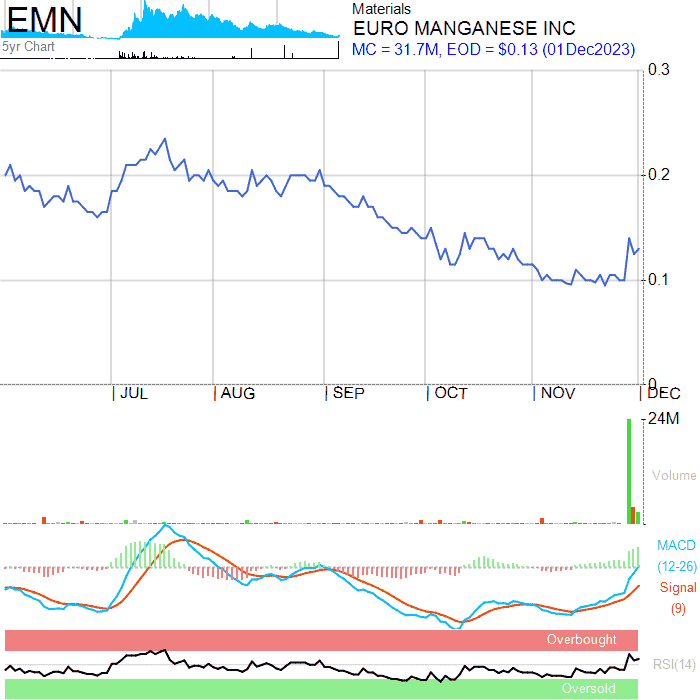 EMN
5yr Chart
Materials
EURO MANGANESE INC
MC = 31.7M, EOD = $0.13 (01Dec2023)
0.3
0.2
0.1
0
JUL AUG SEP OCT NOV DEC
24M
Volume
MACD
(12-26)
Signal
(9)
Overbought
RSI(14)
Oversold